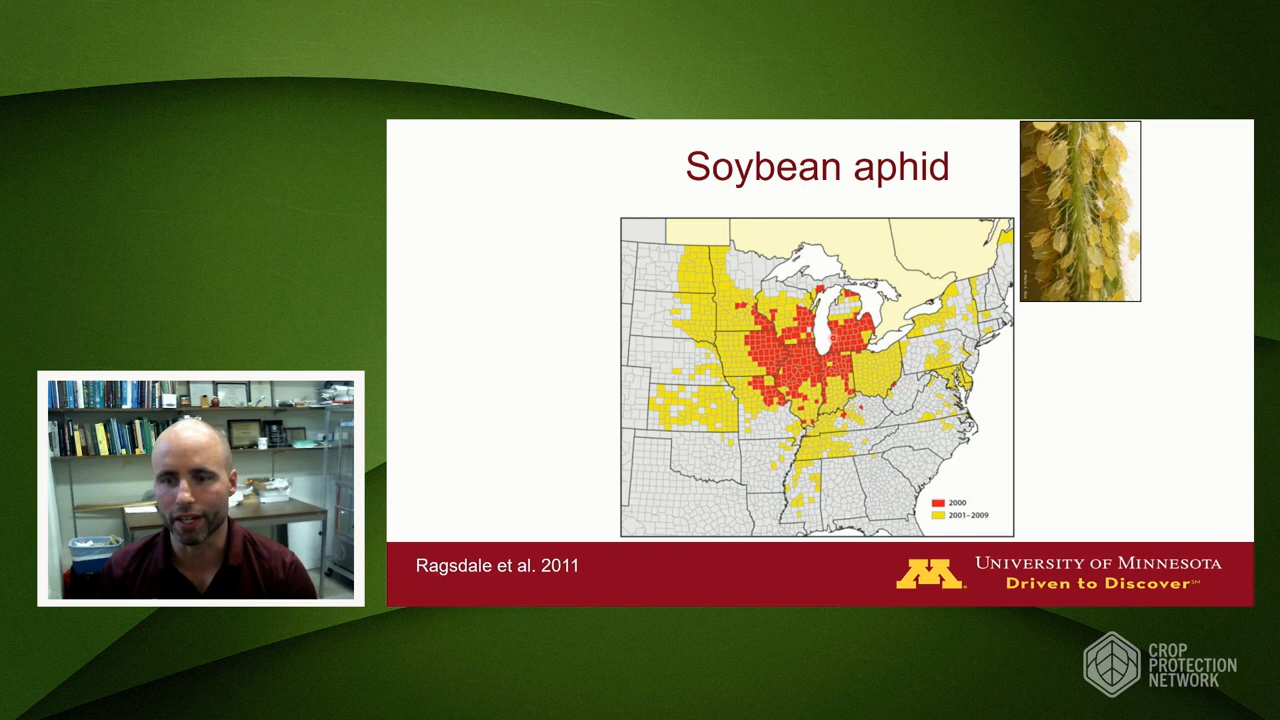 Soybean aphid
2000
2001–2009
Ragsdale et al. 2011
UNIVERSITY OF MINNESOTA
Driven to Discover℠
CROP
PROTECTION
NETWORK